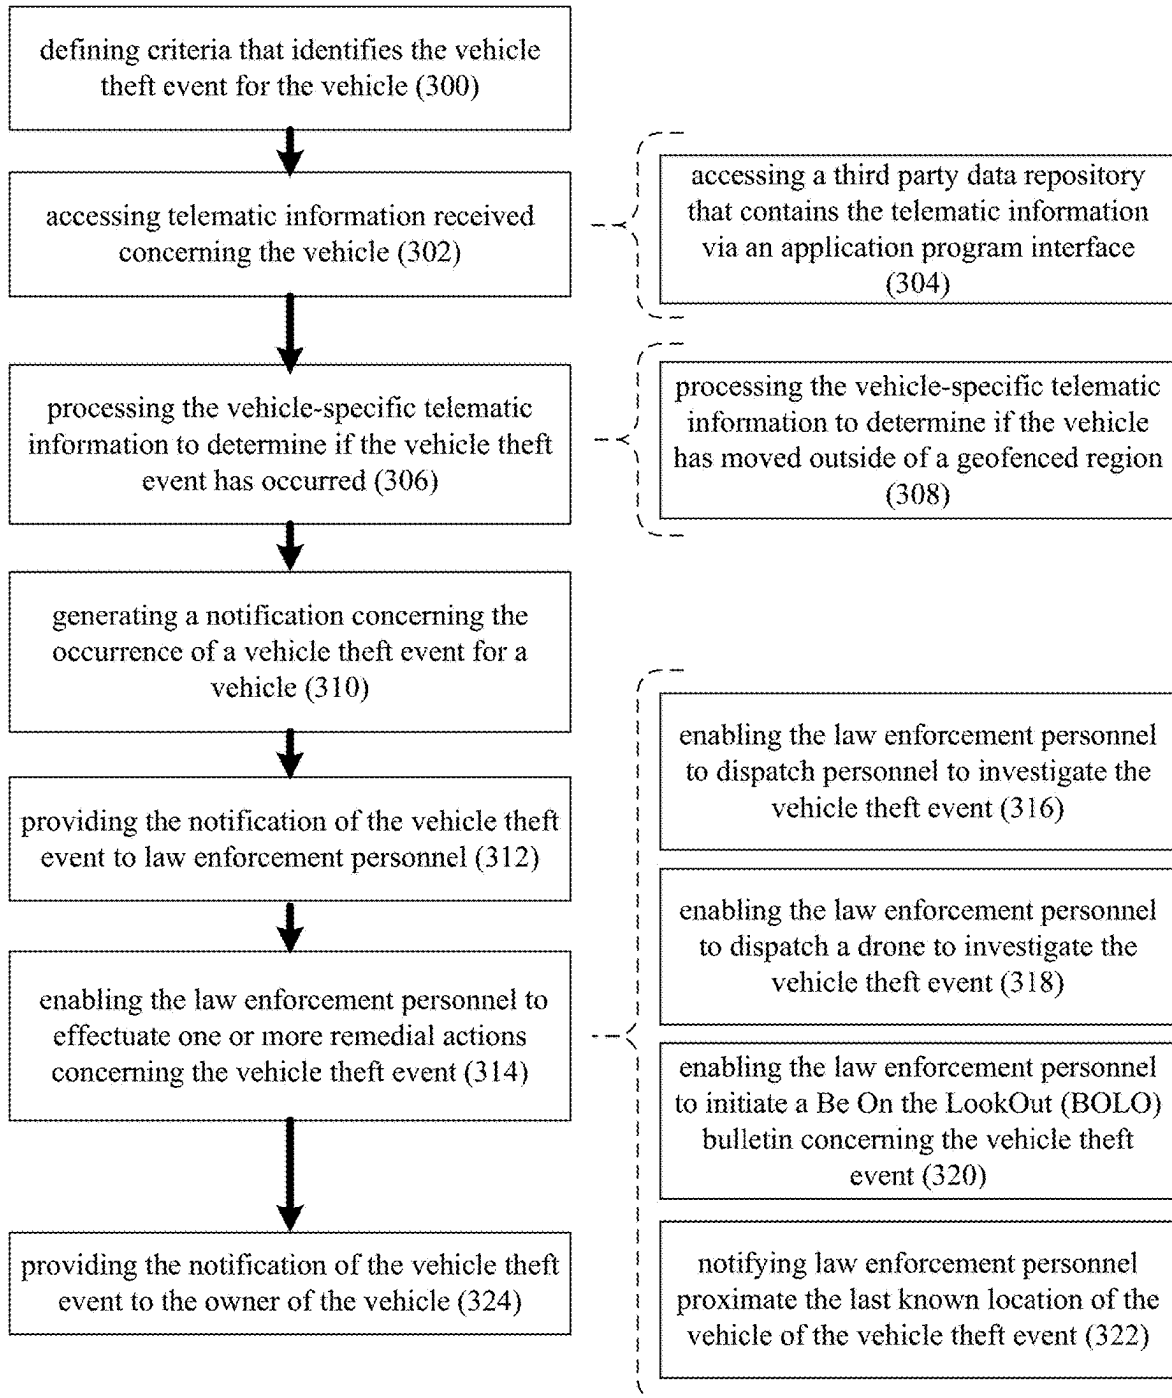 defining criteria that identifies the vehicle
theft event for the vehicle (300)
accessing telematic information received
concerning the vehicle (302)
accessing a third party data repository
that contains the telematic information
via an application program interface
(304)
processing the vehicle-specific telematic
information to determine if the vehicle theft
event has occurred (306)
processing the vehicle-specific telematic
information to determine if the vehicle
has moved outside of a geofenced region
(308)
generating a notification concerning the
occurrence of a vehicle theft event for a
vehicle (310)
providing the notification of the vehicle theft
event to law enforcement personnel (312)
enabling the law enforcement personnel to
effectuate one or more remedial actions
concerning the vehicle theft event (314)
enabling the law enforcement personnel
to dispatch personnel to investigate the
vehicle theft event (316)
enabling the law enforcement personnel
to dispatch a drone to investigate the
vehicle theft event (318)
enabling the law enforcement personnel
to initiate a Be On the LookOut (BOLO)
bulletin concerning the vehicle theft
event (320)
notifying law enforcement personnel
proximate the last known location of the
vehicle of the vehicle theft event (322)
providing the notification of the vehicle theft
event to the owner of the vehicle (324)